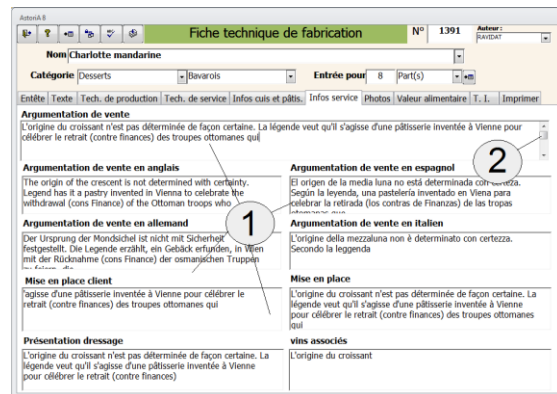 AstoriA 8
Fiche technique de fabrication
N° 1391
Auteur :
RAVIDAT
Nom Charlotte mandarine
Catégorie Desserts Bavarois Entrée pour 8 Part(s)
Entête Texte Tech. de production Tech. de service Infos cuis et pâtis. Infos service Photos Valeur alimentaire T. I. Imprimer
Argumentation de vente
L'origine du croissant n'est pas déterminée de façon certaine. La légende veut qu'il s'agisse d'une pâtisserie inventée à Vienne pour
célébrer le retrait (contre finances) des troupes ottomanes qui
2
Argumentation de vente en anglais
The origin of the crescent is not determined with certainty.
Legend has it a pastry invented in Vienna to celebrate the
withdrawal (cons Finance) of the Ottoman troops who
Argumentation de vente en espagnol
El origen de la media luna no está determinada con certeza.
Según la leyenda, una pastelería inventado en Viena para
celebrar la retirada (los contras de Finanzas) de las tropas
otomanas que
1
Argumentation de vente en allemand
Der Ursprung der Mondsichel ist nicht mit Sicherheit
festgestellt. Die Legende erzählt, ein Gebäck erfunden, in Wien
mit der Rücknahme (cons Finance) der osmanischen Truppen
zu feiern, die
Argumentation de vente en italien
L'origine della mezzaluna non è determinato con certezza.
Secondo la leggenda
Mise en place client
'agisse d'une pâtisserie inventée à Vienne pour célébrer le
retrait (contre finances) des troupes ottomanes qui
Mise en place
L'origine du croissant n'est pas déterminée de façon certaine. La
légende veut qu'il s'agisse d'une pâtisserie inventée à Vienne
pour célébrer le retrait (contre finances) des troupes ottomanes
qui
Présentation dressage
L'origine du croissant n'est pas déterminée de façon certaine. La
légende veut qu'il s'agisse d'une pâtisserie inventée à Vienne
pour célébrer le retrait (contre finances)
vins associés
L'origine du croissant